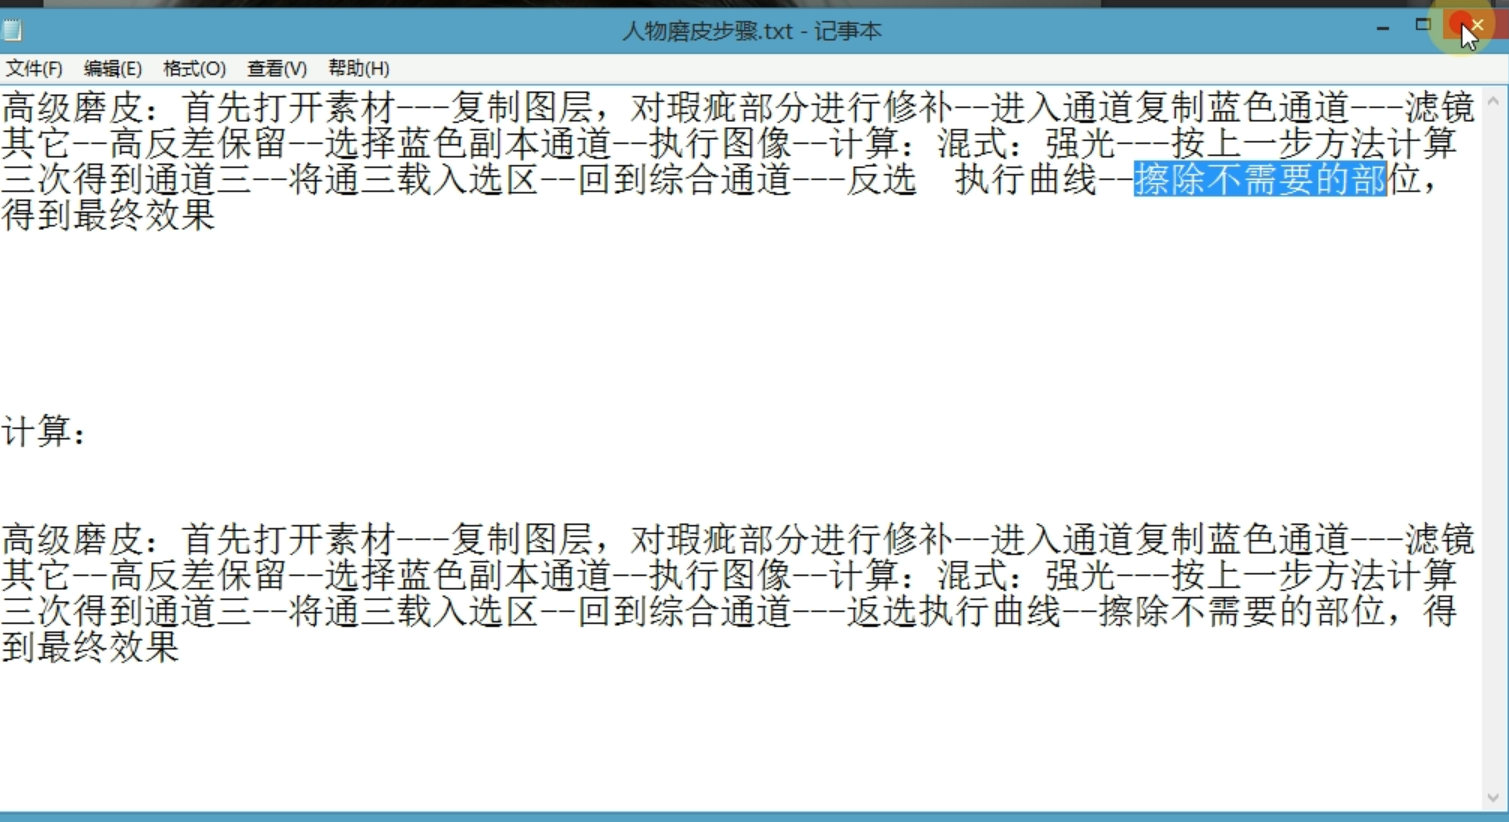 人物磨皮步骤.txt - 记事本
文件(F) 编辑(E) 格式(O) 查看(V) 帮助(H)
高级磨皮：首先打开素材---复制图层，对瑕疵部分进行修补--进入通道复制蓝色通道---滤镜
其它--高反差保留--选择蓝色副本通道--执行图像--计算：混式：强光---按上一步方法计算
三次得到通道三--将通三载入选区--回到综合通道---反选 执行曲线--擦除不需要的部位，
得到最终效果
计算：
高级磨皮：首先打开素材---复制图层，对瑕疵部分进行修补--进入通道复制蓝色通道---滤镜
其它--高反差保留--选择蓝色副本通道--执行图像--计算：混式：强光---按上一步方法计算
三次得到通道三--将通三载入选区--回到综合通道---返选执行曲线--擦除不需要的部位，得
到最终效果